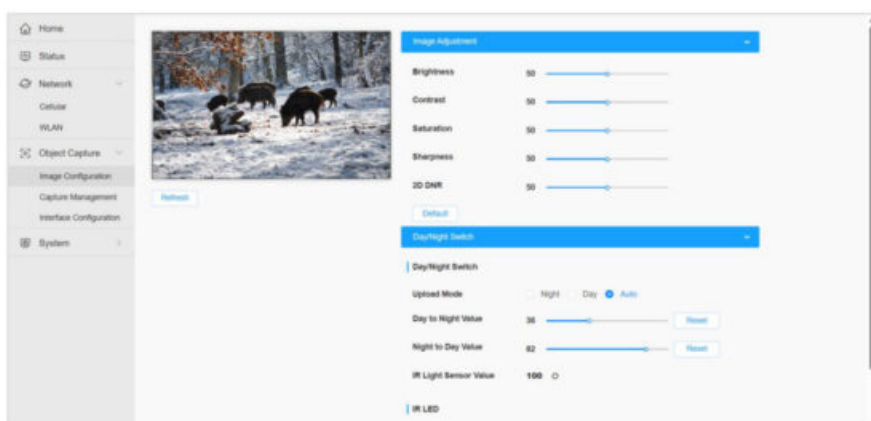 Home
Status
Network
Cellular
WLAN
Object Capture
Image Configuration
Capture Management
Interface Configuration
System
Refresh
Image Adjustment
Brightness 50
Contrast 50
Saturation 50
Sharpness 50
2D DNR 50
Default
Day/Night Switch
Day/Night Switch
Upload Mode Night Day Auto
Day to Night Value 36 Reset
Night to Day Value 82 Reset
IR Light Sensor Value 100
IR LED